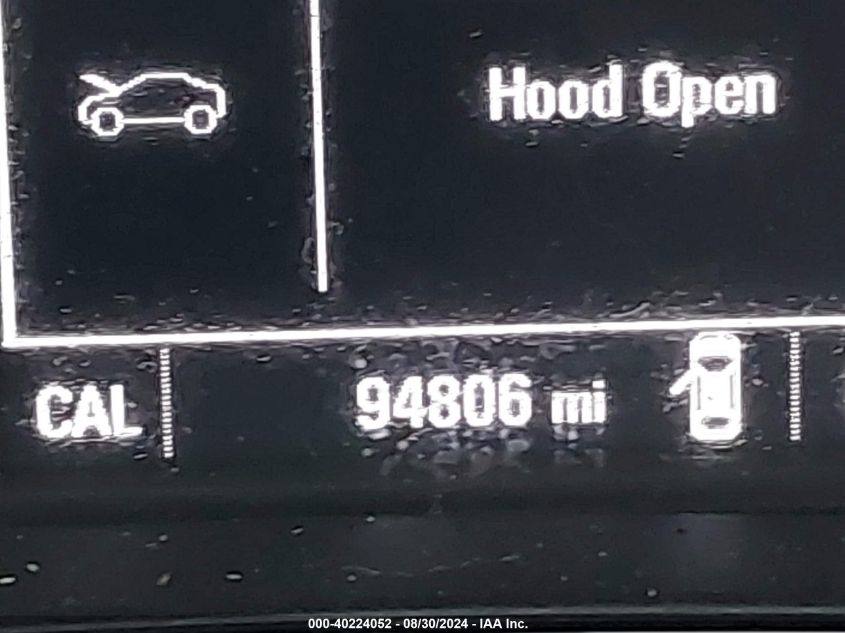 Hood Open
CAL 94806 mi
000-40224052 - 08/30/2024 - IAA Inc.